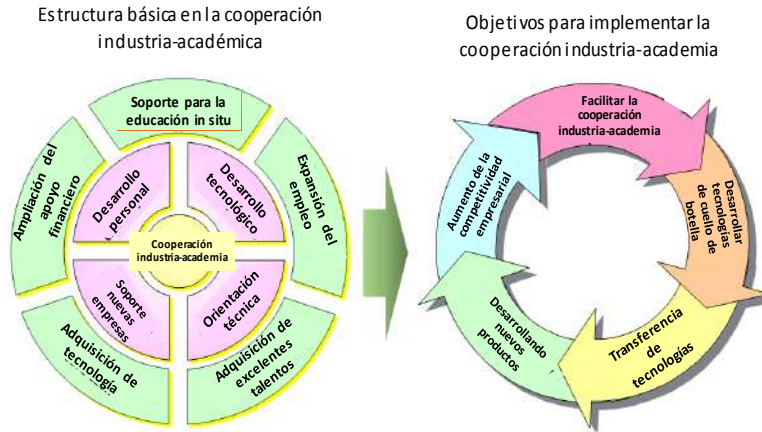 Estructura básica en la cooperación
industria-académica
Soporte para la
educación in situ
Ampliación del
apoyo
financiero
Expansión del
empleo
Desarrollo
personal
Desarrollo
tecnológico
Cooperación
industria-academia
Soporte
nuevas
empresas
Orientación
técnica
Adquisición de
tecnología
Adquisición de
excelentes
talentos
Objetivos para implementar la
cooperación industria-academia
Facilitar la
cooperación
industria-academia
Aumento de la
competitividad
empresarial
Desarrollar
tecnologías
de cuello de
botella
Desarrollando
nuevos
productos
Transferencia
de
tecnologías